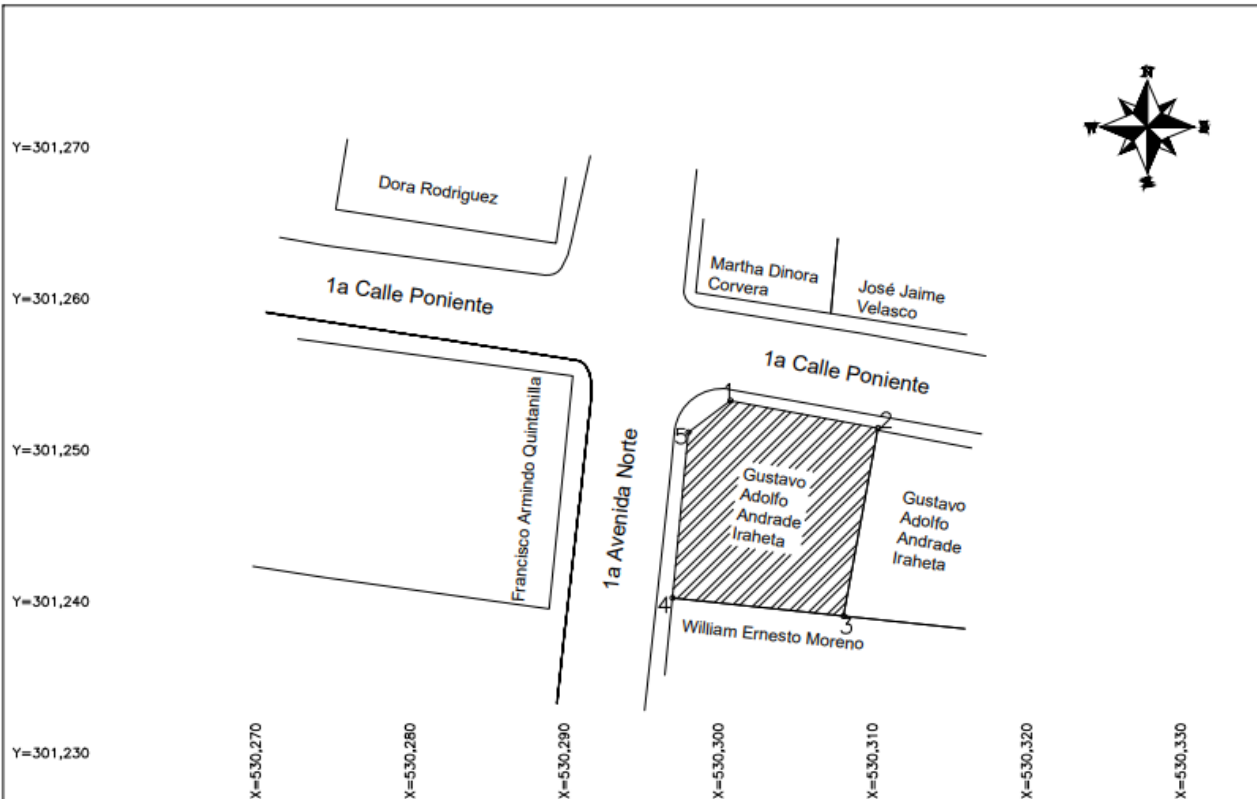 N
W
E
S
Y=301,270
Dora Rodriguez
Martha Dinora
Corvera
José Jaime
Velasco
1a Calle Poniente
Y=301,260
1a Calle Poniente
1
2
Y=301,250
5
Francisco Armindo Quintanilla
1a Avenida Norte
Gustavo
Adolfo
Andrade
Iraheta
Gustavo
Adolfo
Andrade
Iraheta
Y=301,240
4
3
William Ernesto Moreno
Y=301,230
X=530,270
X=530,280
X=530,290
X=530,300
X=530,310
X=530,320
X=530,330